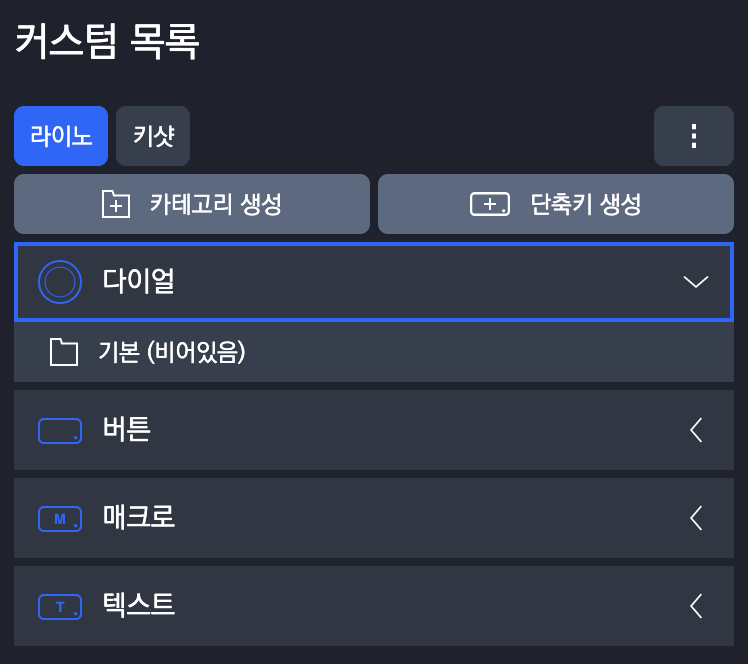 커스텀 목록
라이노 키샷
카테고리 생성 단축키 생성
다이얼
기본 (비어있음)
버튼
M 매크로
T 텍스트